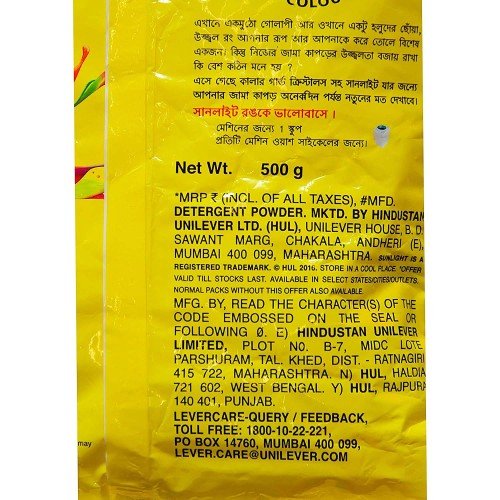 এখানে একমুঠো গোলাপী আর ওখানে একটু হলুদের ছোঁয়া,
উজ্জ্বল রং আপনার রূপ আর আপনাকে করে তোলে বিশেষ
একজন। কিন্তু নিজের জামা কাপড়ের উজ্জ্বলতা বজায় রাখা
কি বেশ কঠিন মনে হয় ?
এসে গেছে কালার গার্ড ক্রিস্টালস সহ সানলাইট যার জন্যে
আপনার জামা কাপড় অনেকদিন পর্যন্ত নতুনের মত দেখাবে।
সানলাইট রঙকে ভালোবাসে।
মেশিনের জন্যে 1 স্কুপ
প্রতিটি মেশিন ওয়াশ সাইকেলের জন্যে।
Net Wt. 500 g
*MRP ₹ (INCL. OF ALL TAXES), #MFD.
DETERGENT POWDER. MKTD. BY HINDUSTAN
UNILEVER LTD. (HUL), UNILEVER HOUSE, B. D.
SAWANT MARG, CHAKALA, ANDHERI (E),
MUMBAI 400 099, MAHARASHTRA. SUNLIGHT IS A
REGISTERED TRADEMARK. © HUL 2016. STORE IN A COOL PLACE. *OFFER
VALID TILL STOCKS LAST. AVAILABLE IN SELECT STATES/CITIES/OUTLETS.
NORMAL PACKS WITHOUT THIS OFFER ALSO AVAILABLE.
MFG. BY, READ THE CHARACTER(S) OF THE
CODE EMBOSSED ON THE SEAL OR
FOLLOWING Ø. E) HINDUSTAN UNILEVER
LIMITED, PLOT NO. B-7, MIDC LOTE
PARSHURAM, TAL. KHED, DIST. - RATNAGIRI
415 722, MAHARASHTRA. N) HUL, HALDIA
721 602, WEST BENGAL. Y) HUL, RAJPURA
140 401, PUNJAB.
LEVERCARE-QUERY / FEEDBACK,
TOLL FREE: 1800-10-22-221,
PO BOX 14760, MUMBAI 400 099,
LEVER.CARE@UNILEVER.COM
may